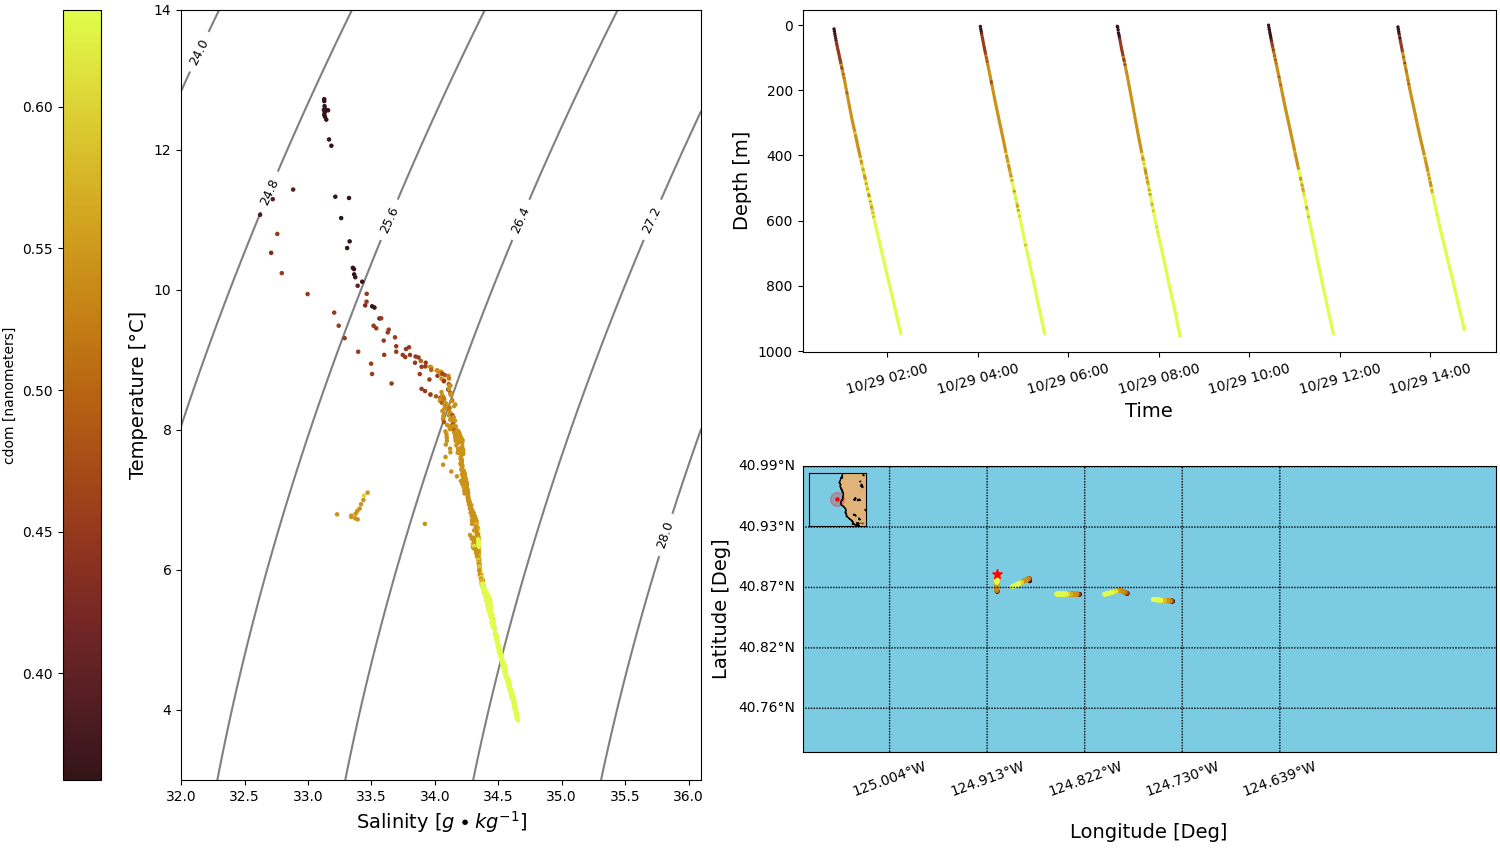 cdom [nanometers]
0.60
0.55
0.50
0.45
0.40
Temperature [°C]
14
12
10
8
6
4
24.0
24.8
25.6
26.4
27.2
28.0
32.0 32.5 33.0 33.5 34.0 34.5 35.0 35.5 36.0
Salinity [g • kg⁻¹]
Depth [m]
0
200
400
600
800
1000
10/29 02:00 10/29 04:00 10/29 06:00 10/29 08:00 10/29 10:00 10/29 12:00 10/29 14:00
Time
Latitude [Deg]
40.99°N
40.93°N
40.87°N
40.82°N
40.76°N
125.004°W 124.913°W 124.822°W 124.730°W 124.639°W
Longitude [Deg]